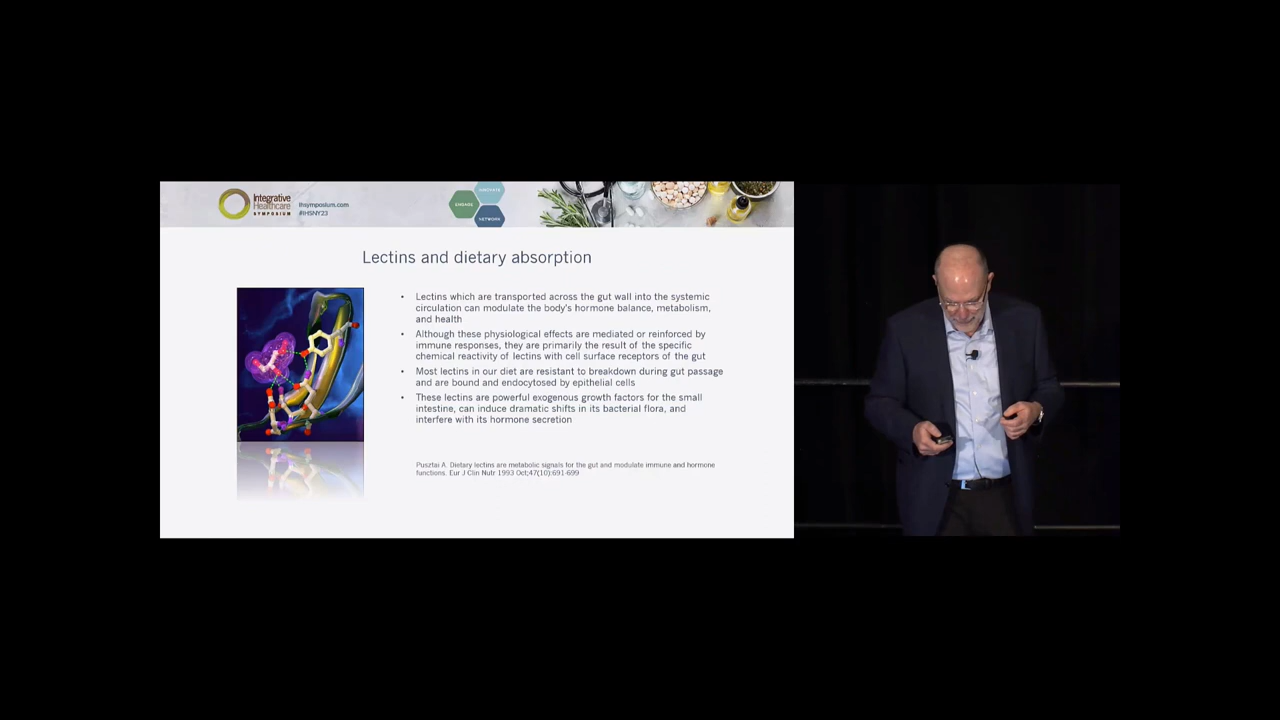 Integrative
Healthcare
SYMPOSIUM
ihsymposium.com
#IHSNY23
INNOVATE
ENGAGE
NETWORK
Lectins and dietary absorption
• Lectins which are transported across the gut wall into the systemic
circulation can modulate the body's hormone balance, metabolism,
and health
• Although these physiological effects are mediated or reinforced by
immune responses, they are primarily the result of the specific
chemical reactivity of lectins with cell surface receptors of the gut
• Most lectins in our diet are resistant to breakdown during gut passage
and are bound and endocytosed by epithelial cells
• These lectins are powerful exogenous growth factors for the small
intestine, can induce dramatic shifts in its bacterial flora, and
interfere with its hormone secretion
Pusztai A. Dietary lectins are metabolic signals for the gut and modulate immune and hormone
functions. Eur J Clin Nutr 1993 Oct;47(10):691-699